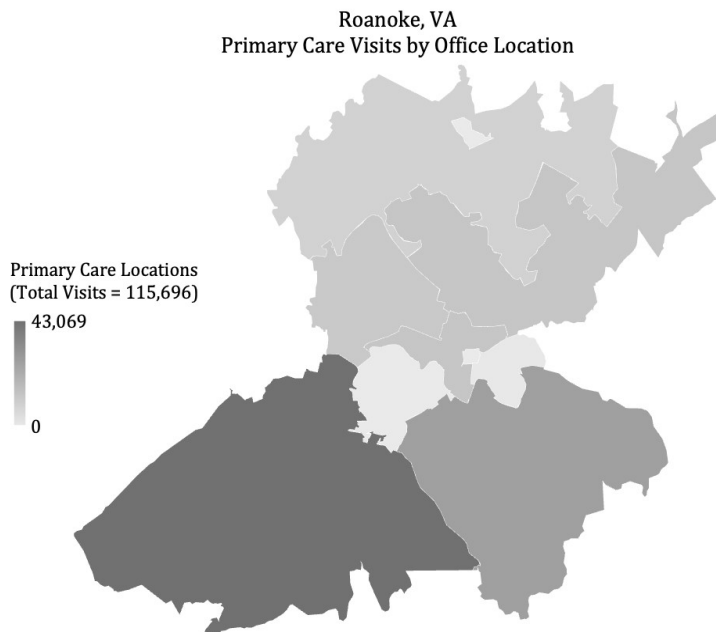 Roanoke, VA
Primary Care Visits by Office Location
Primary Care Locations
(Total Visits = 115,696)
43,069
0